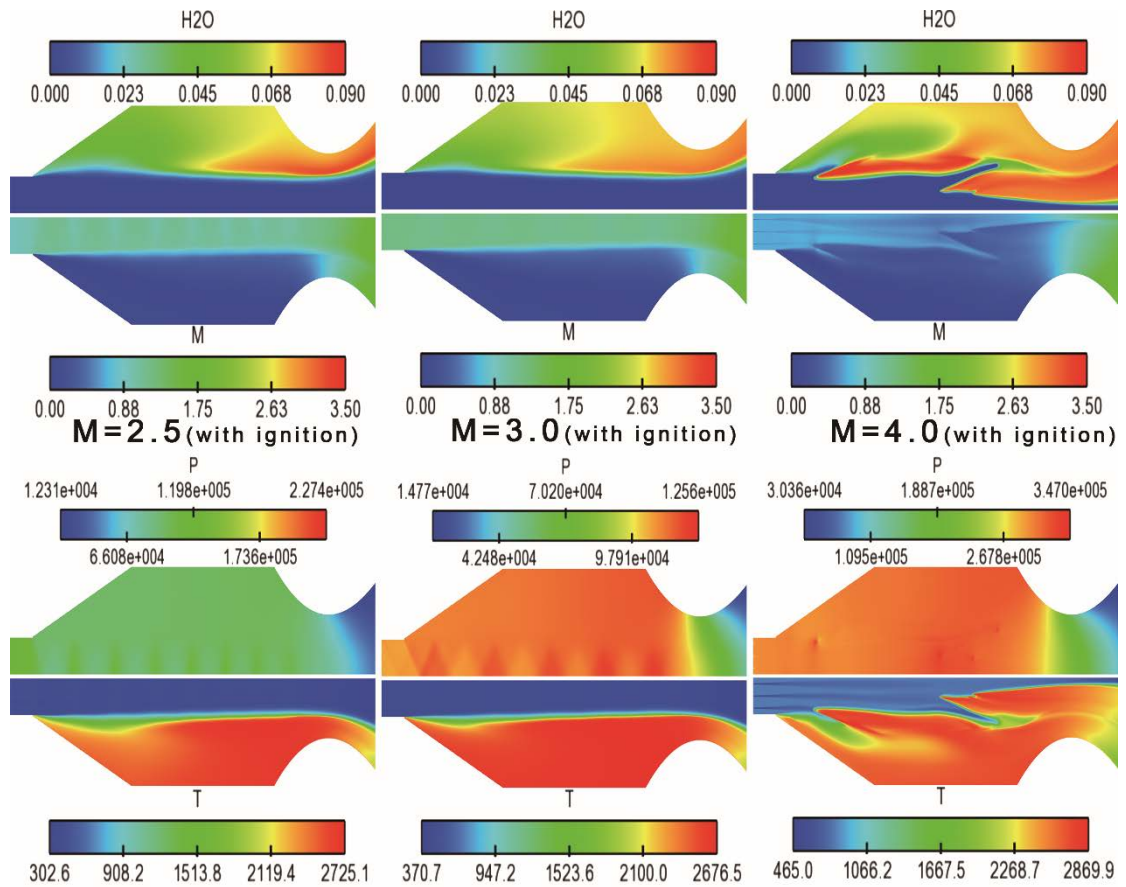 H2O H2O H2O
0.000 0.023 0.045 0.068 0.090 0.000 0.023 0.045 0.068 0.090 0.000 0.023 0.045 0.068 0.090
M M M
0.00 0.88 1.75 2.63 3.50 0.00 0.88 1.75 2.63 3.50 0.00 0.88 1.75 2.63 3.50
M=2.5 (with ignition) M=3.0 (with ignition) M=4.0 (with ignition)
P P P
1.231e+004 1.198e+005 2.274e+005 1.477e+004 7.020e+004 1.256e+005 3.036e+004 1.887e+005 3.470e+005
6.608e+004 1.736e+005 4.248e+004 9.791e+004 1.095e+005 2.678e+005
T T T
302.6 908.2 1513.8 2119.4 2725.1 370.7 947.2 1523.6 2100.0 2676.5 465.0 1066.2 1667.5 2268.7 2869.9